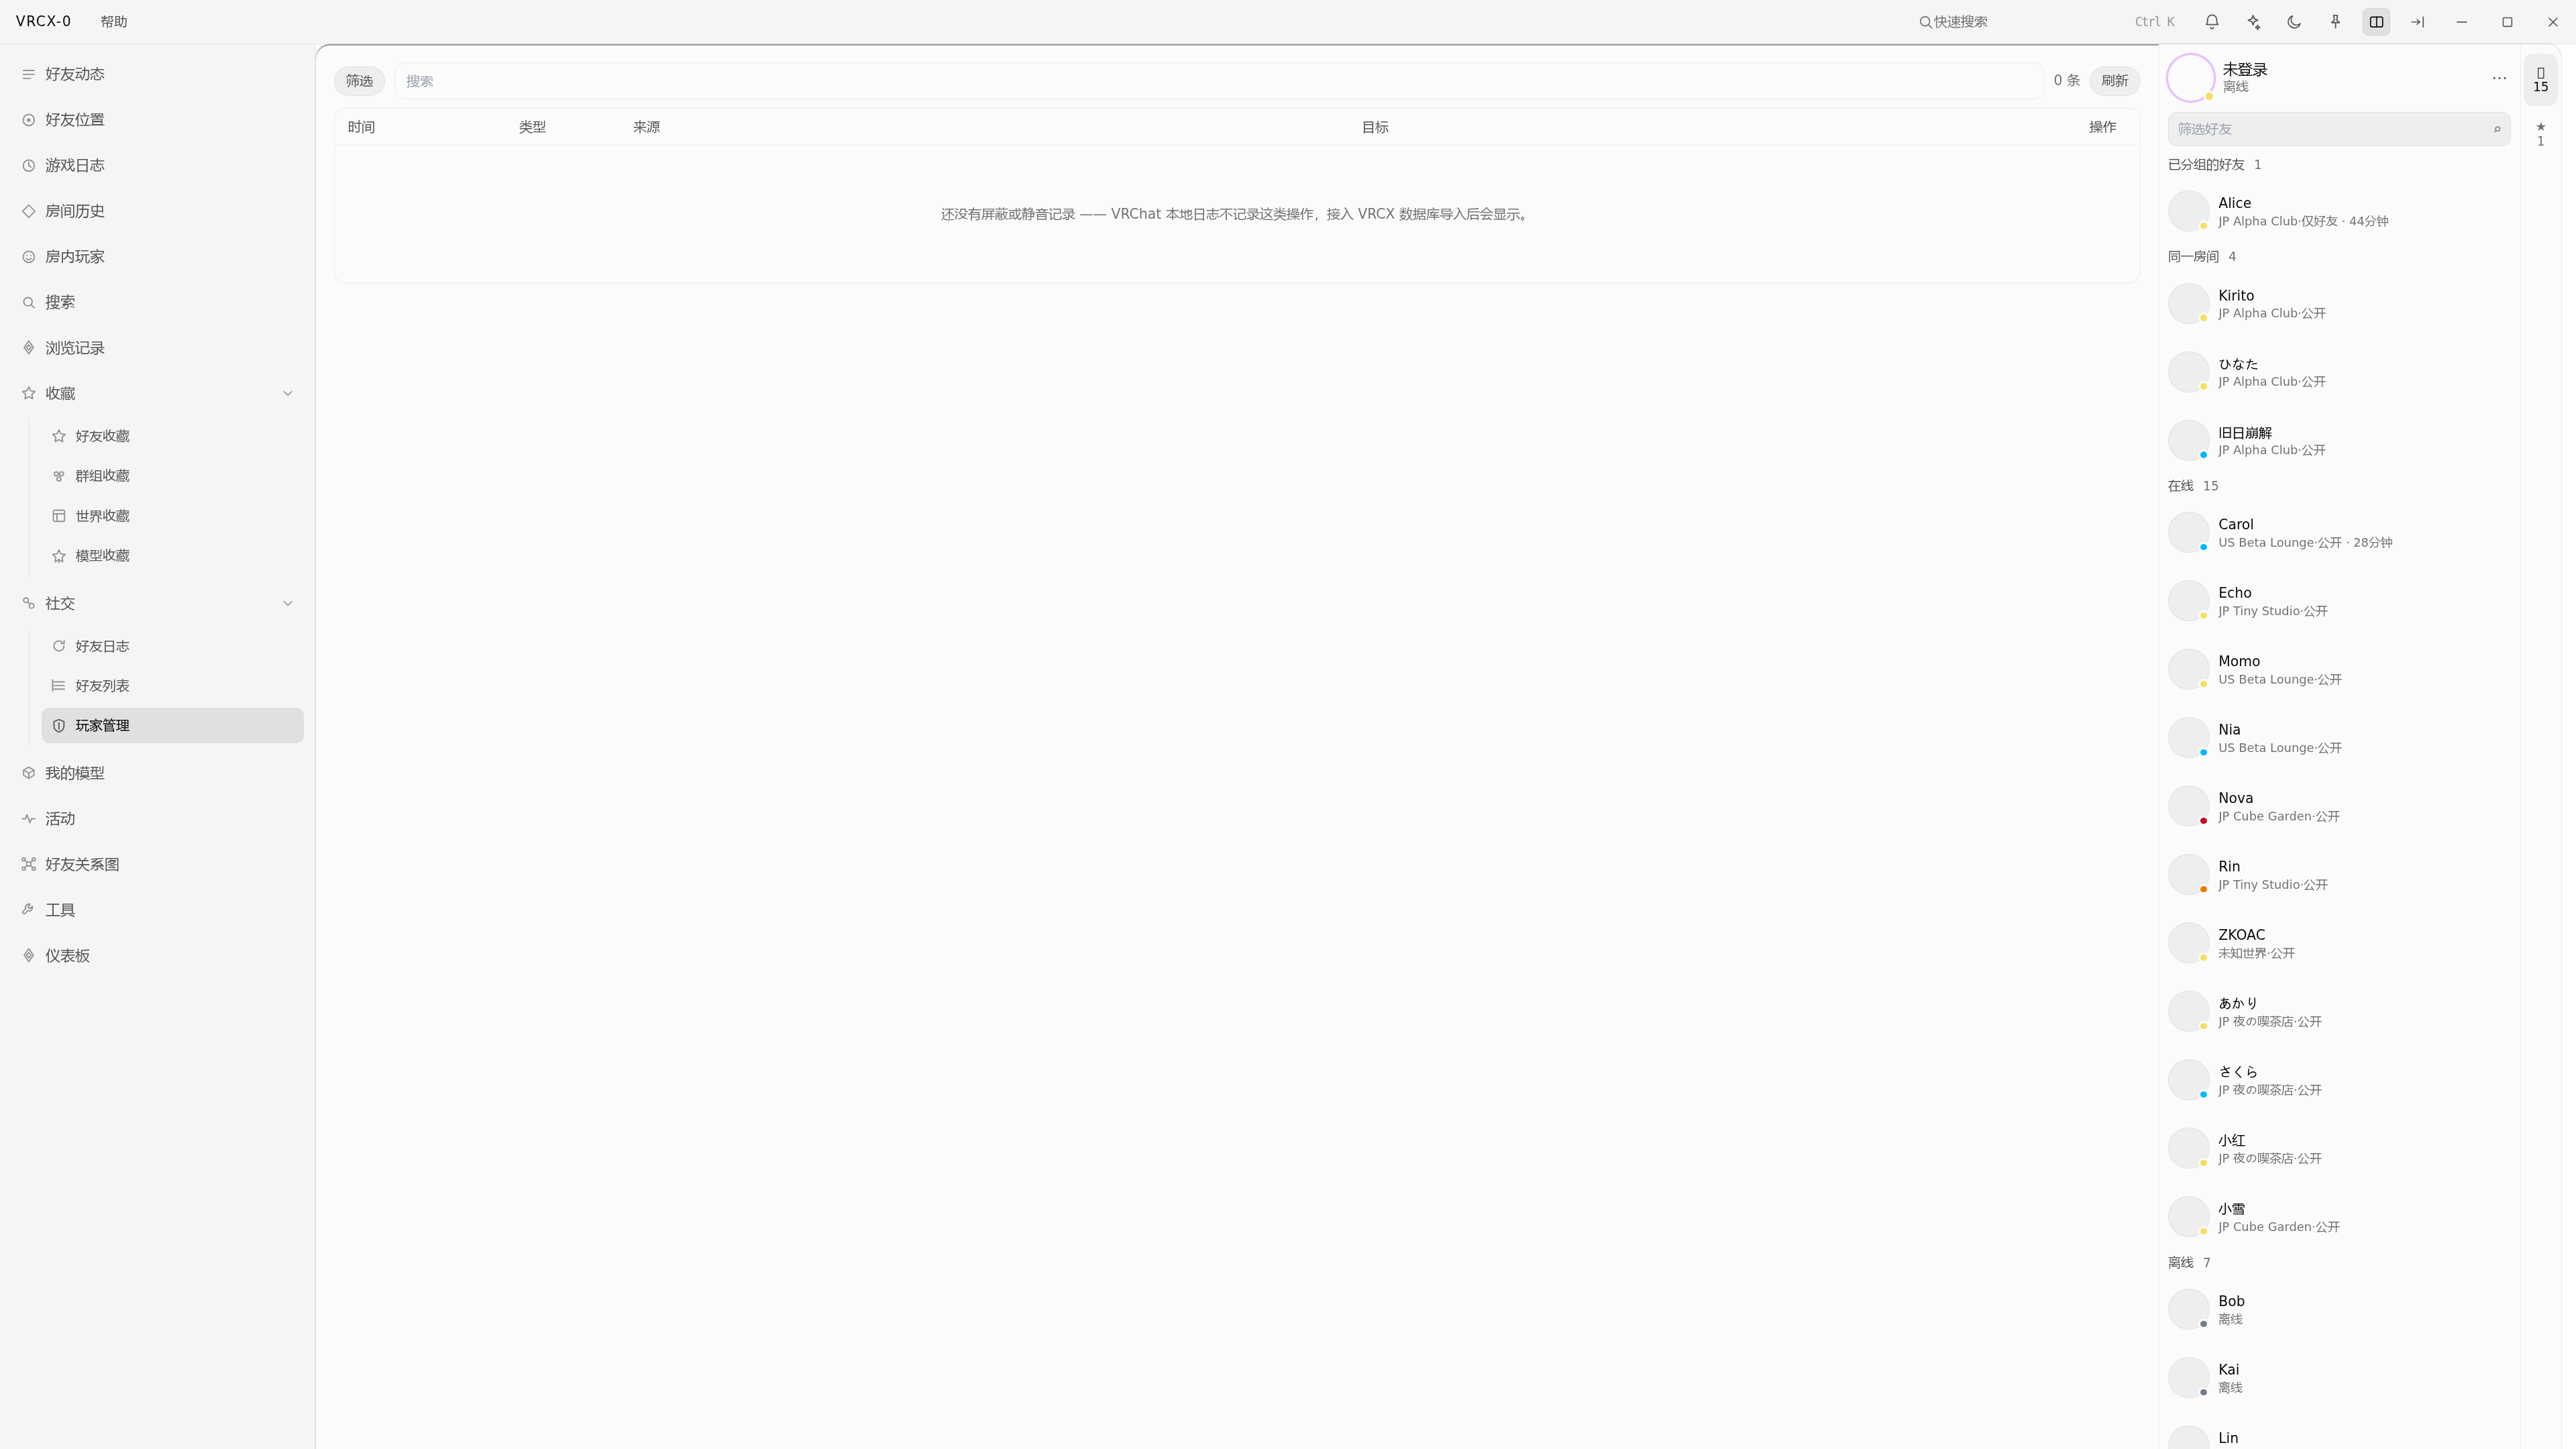 VRCX-0
帮助
快速搜索
Ctrl K
好友动态
好友位置
游戏日志
房间历史
房内玩家
搜索
浏览记录
收藏
好友收藏
群组收藏
世界收藏
模型收藏
社交
好友日志
好友列表
玩家管理
我的模型
活动
好友关系图
工具
仪表板
筛选
搜索
0 条
刷新
时间 类型 来源 目标 操作
还没有屏蔽或静音记录 —— VRChat 本地日志不记录这类操作，接入 VRCX 数据库导入后会显示。
未登录
离线
筛选好友
已分组的好友 1
Alice
JP Alpha Club·仅好友 · 44分钟
同一房间 4
Kirito
JP Alpha Club·公开
ひなた
JP Alpha Club·公开
旧日崩解
JP Alpha Club·公开
在线 15
Carol
US Beta Lounge·公开 · 28分钟
Echo
JP Tiny Studio·公开
Momo
US Beta Lounge·公开
Nia
US Beta Lounge·公开
Nova
JP Cube Garden·公开
Rin
JP Tiny Studio·公开
ZKOAC
未知世界·公开
あかり
JP 夜の喫茶店·公开
さくら
JP 夜の喫茶店·公开
小红
JP 夜の喫茶店·公开
小雪
JP Cube Garden·公开
离线 7
Bob
离线
Kai
离线
Lin
15
★
1